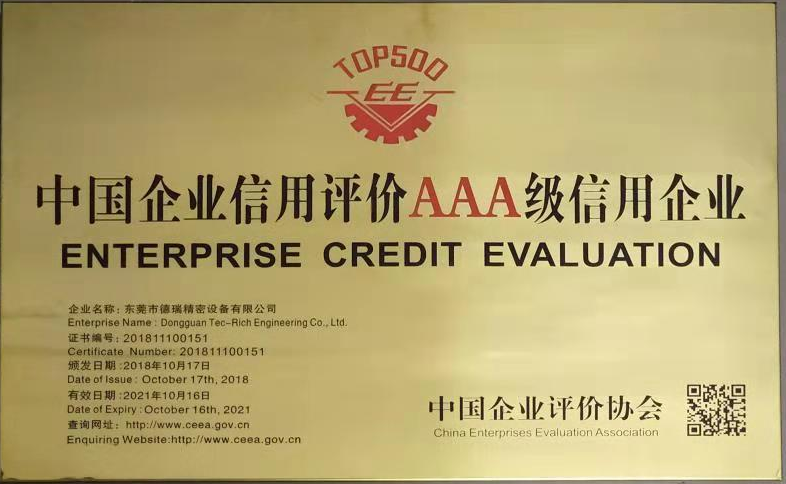 TOP500
EE
中国企业信用评价AAA级信用企业
ENTERPRISE CREDIT EVALUATION
企业名称：东莞市德瑞精密设备有限公司
Enterprise Name : Dongguan Tec-Rich Engineering Co., Ltd.
证书编号：201811100151
Certificate Number: 201811100151
颁发日期：2018年10月17日
Date of Issue : October 17th, 2018
有效日期：2021年10月16日
Date of Expiry : October 16th, 2021
查询网址：http://www.ceea.gov.cn
Enquiring Website:http://www.ceea.gov.cn
中国企业评价协会
China Enterprises Evaluation Association